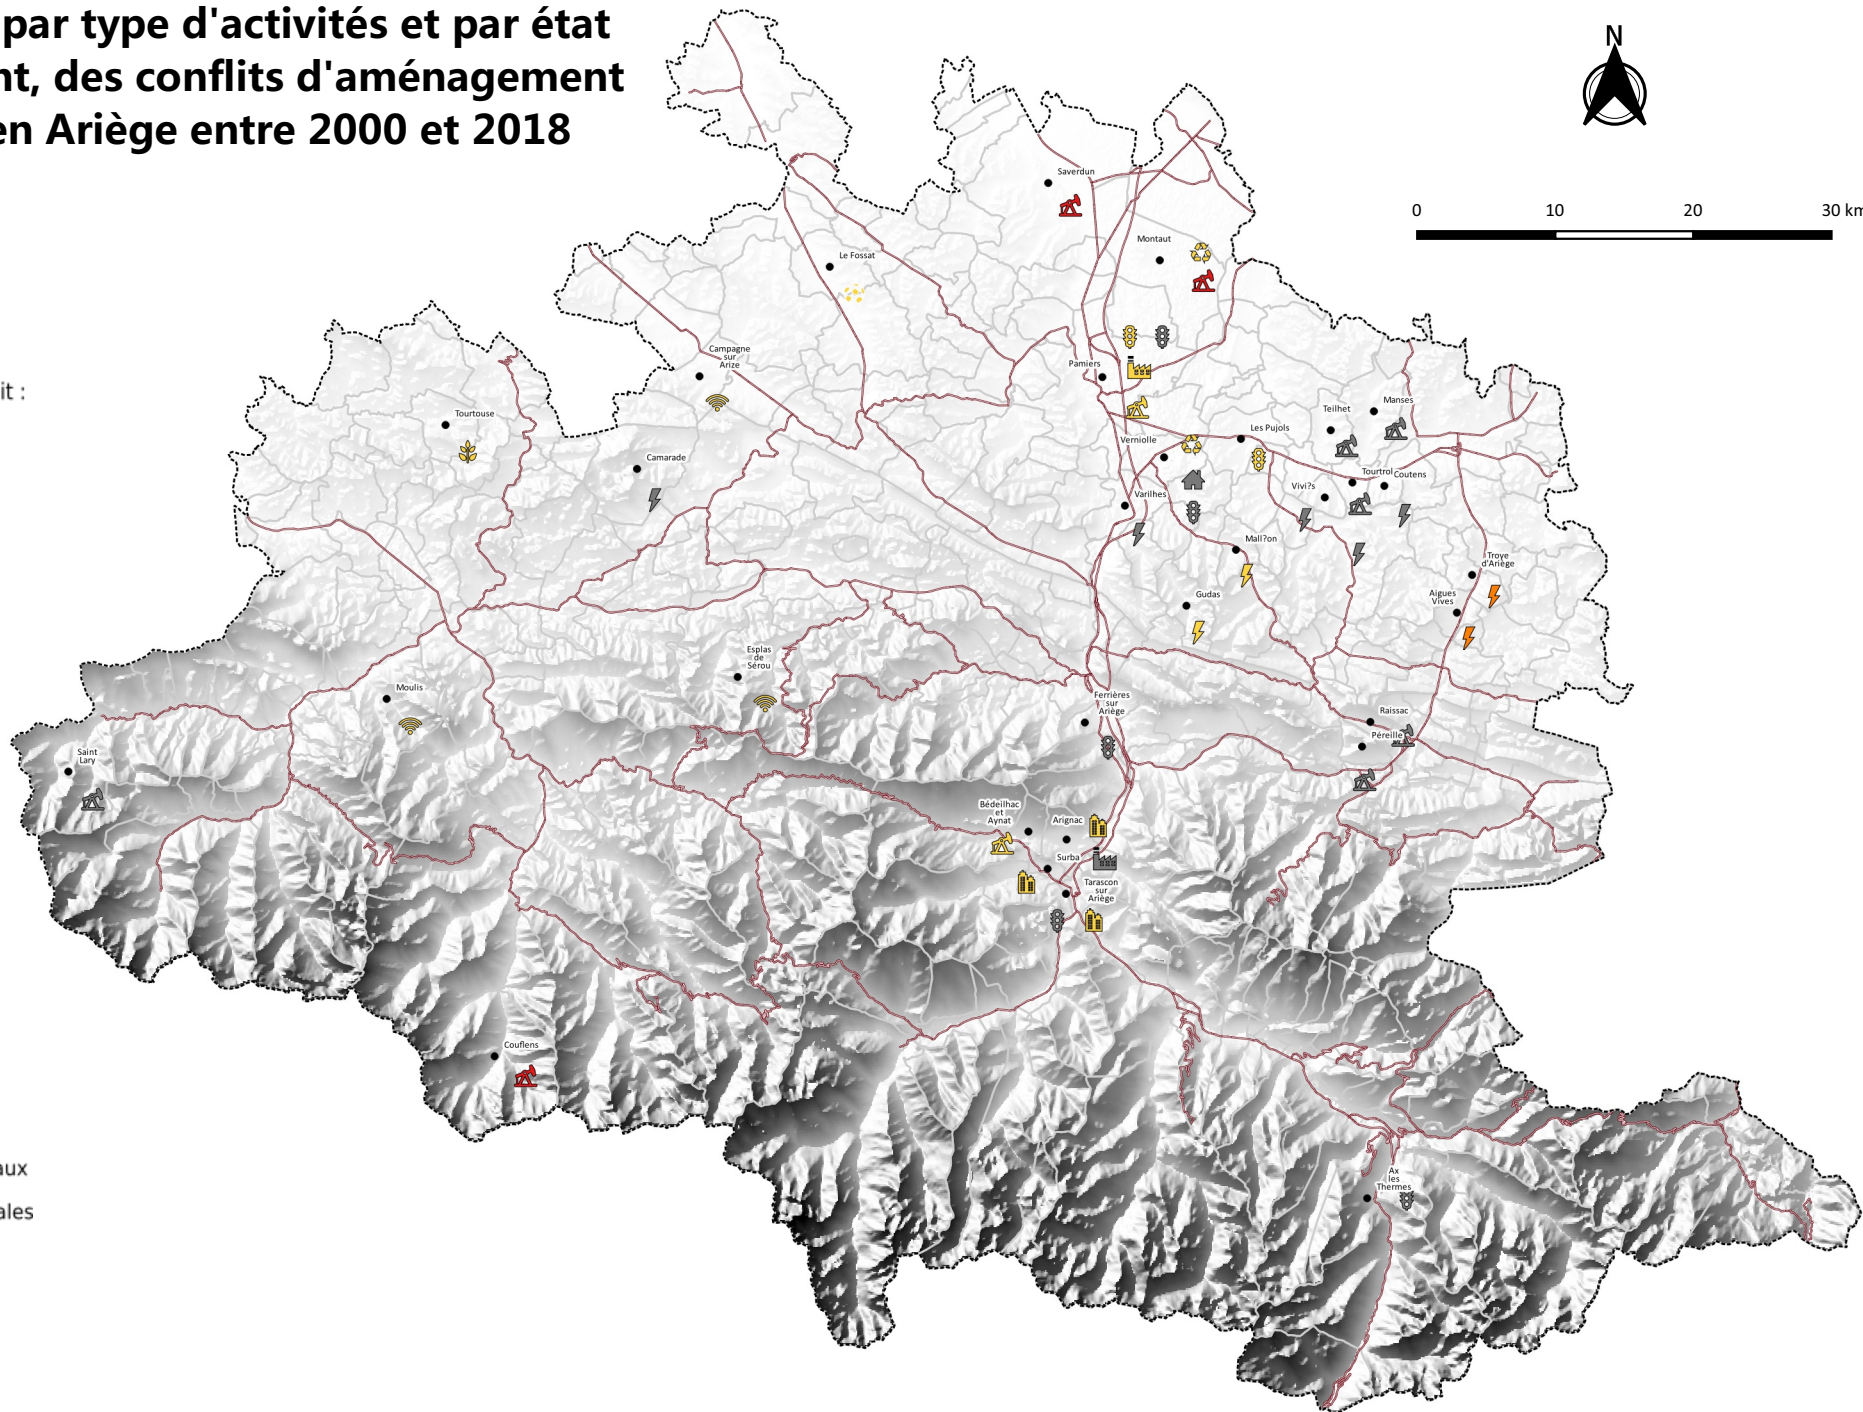 par type d'activités et par état
nt, des conflits d'aménagement
en Ariège entre 2000 et 2018
N
0 10 20 30 km
Saverdun
Montaut
Le Fossat
Campagne
sur
Arize
Pamiers
it :
Tourtouse
Teilhet
Manses
Les Pujols
Verniolle
Camarade
Tourtrol
Coutens
Vivi?s
Varilhes
Mall?on
Troye
d'Ariège
Aigues
Vives
Gudas
Esplas
de
Sérou
Moulis
Ferrières
sur
Ariège
Raissac
Péreille
Saint
Lary
Bédeilhac
et
Aynat
Arignac
Surba
Tarascon
sur
Ariège
Couflens
aux
Ax
les
Thermes
ales